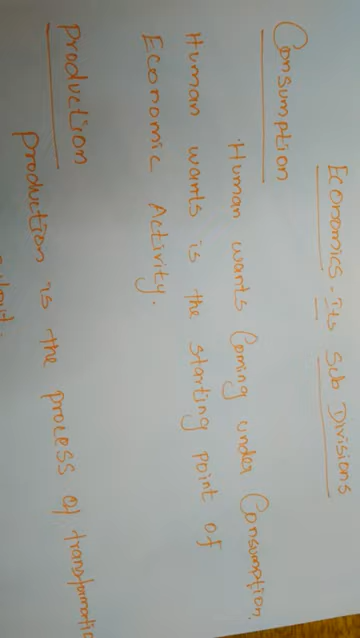 Economics - its Sub Divisions
Consumption
Human wants Coming under Consumption.
Human wants is the starting point of
Economic Activity.
Production
Production is the process of